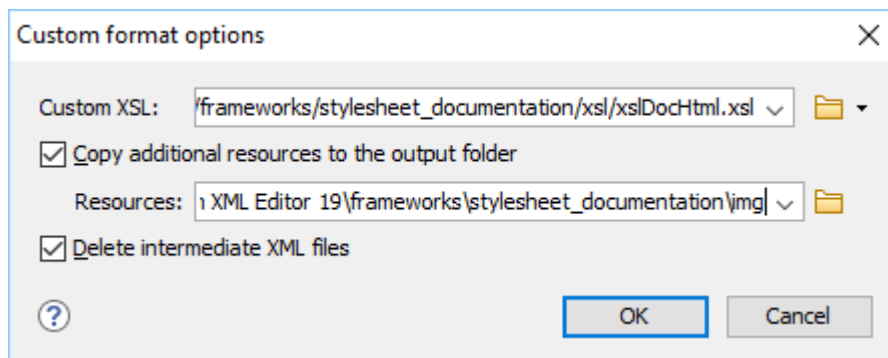 Custom format options
Custom XSL: /frameworks/stylesheet_documentation/xsl/xslDocHtml.xsl
Copy additional resources to the output folder
Resources: XML Editor 19\frameworks\stylesheet_documentation\img
Delete intermediate XML files
? OK Cancel